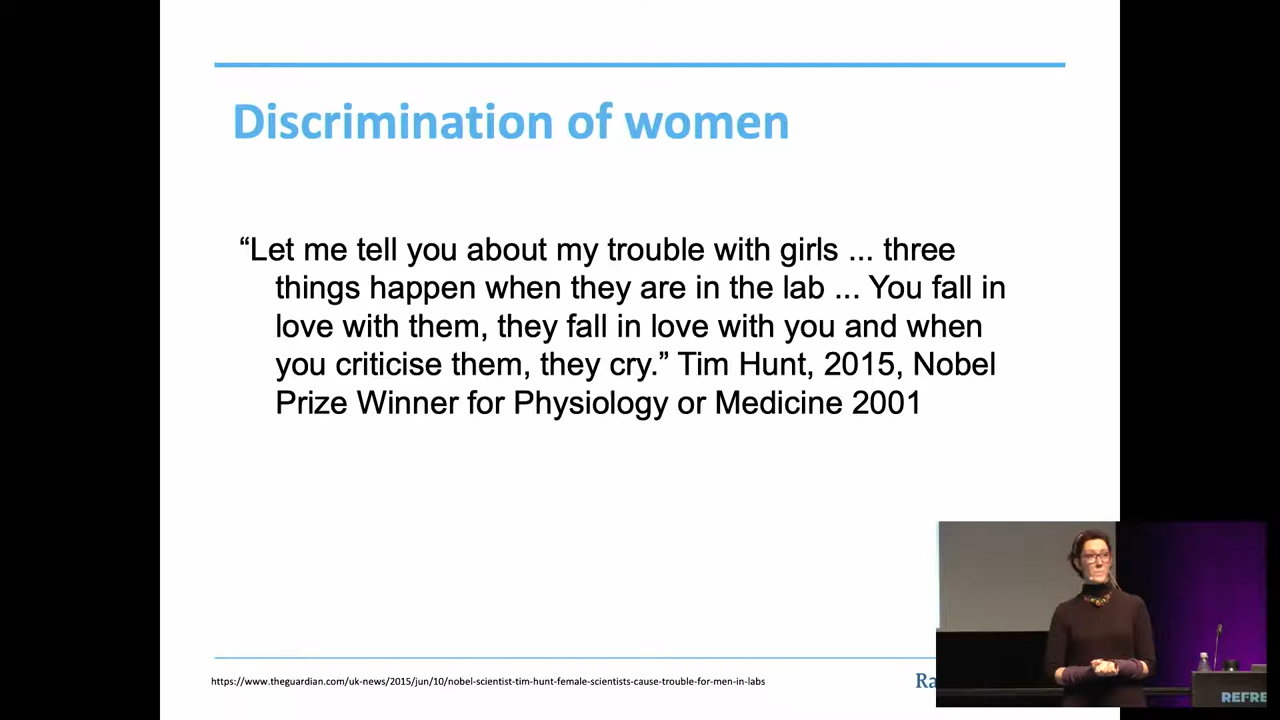 Discrimination of women
“Let me tell you about my trouble with girls ... three
things happen when they are in the lab ... You fall in
love with them, they fall in love with you and when
you criticise them, they cry.” Tim Hunt, 2015, Nobel
Prize Winner for Physiology or Medicine 2001
https://www.theguardian.com/uk-news/2015/jun/10/nobel-scientist-tim-hunt-female-scientists-cause-trouble-for-men-in-labs
Ra
REFRE